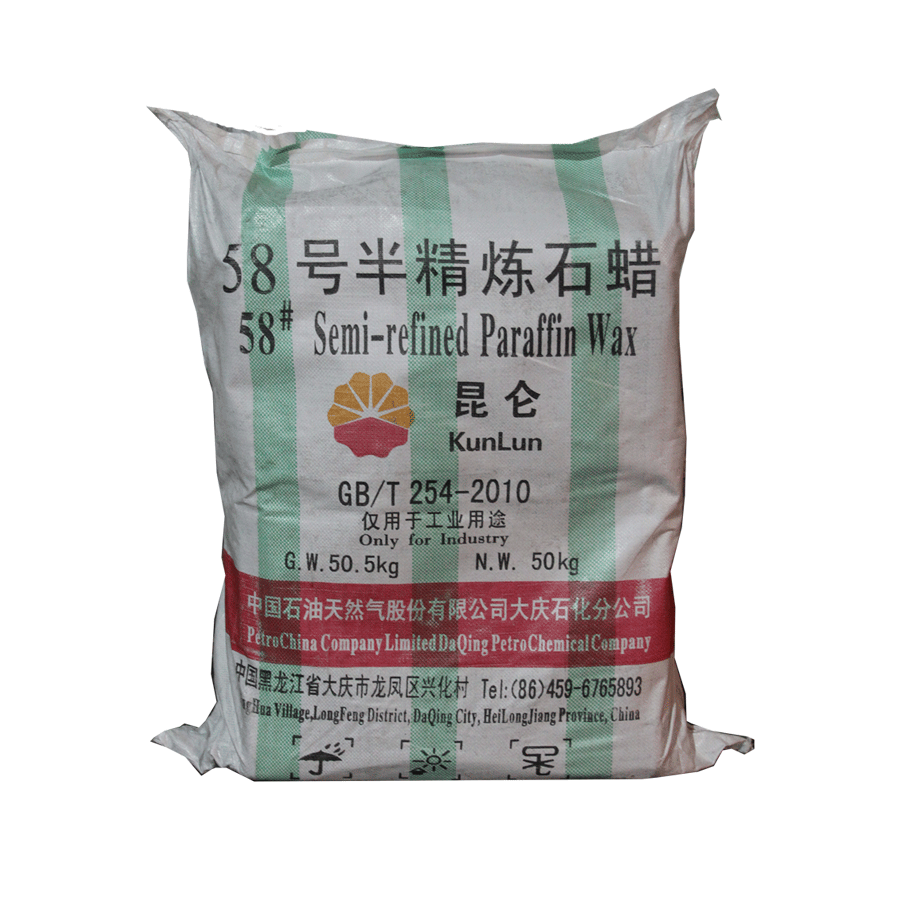 58号半精炼石蜡
58# Semi-refined Paraffin Wax
昆仑
KunLun
GB/T 254-2010
仅用于工业用途
Only for Industry
G.W.50.5kg N.W. 50kg
中国石油天然气股份有限公司大庆石化分公司
PetroChina Company Limited DaQing PetroChemical Company
中国黑龙江省大庆市龙凤区兴化村 Tel:(86)459-6765893
Village,LongFeng District, DaQing City, HeiLongJiang Province, China